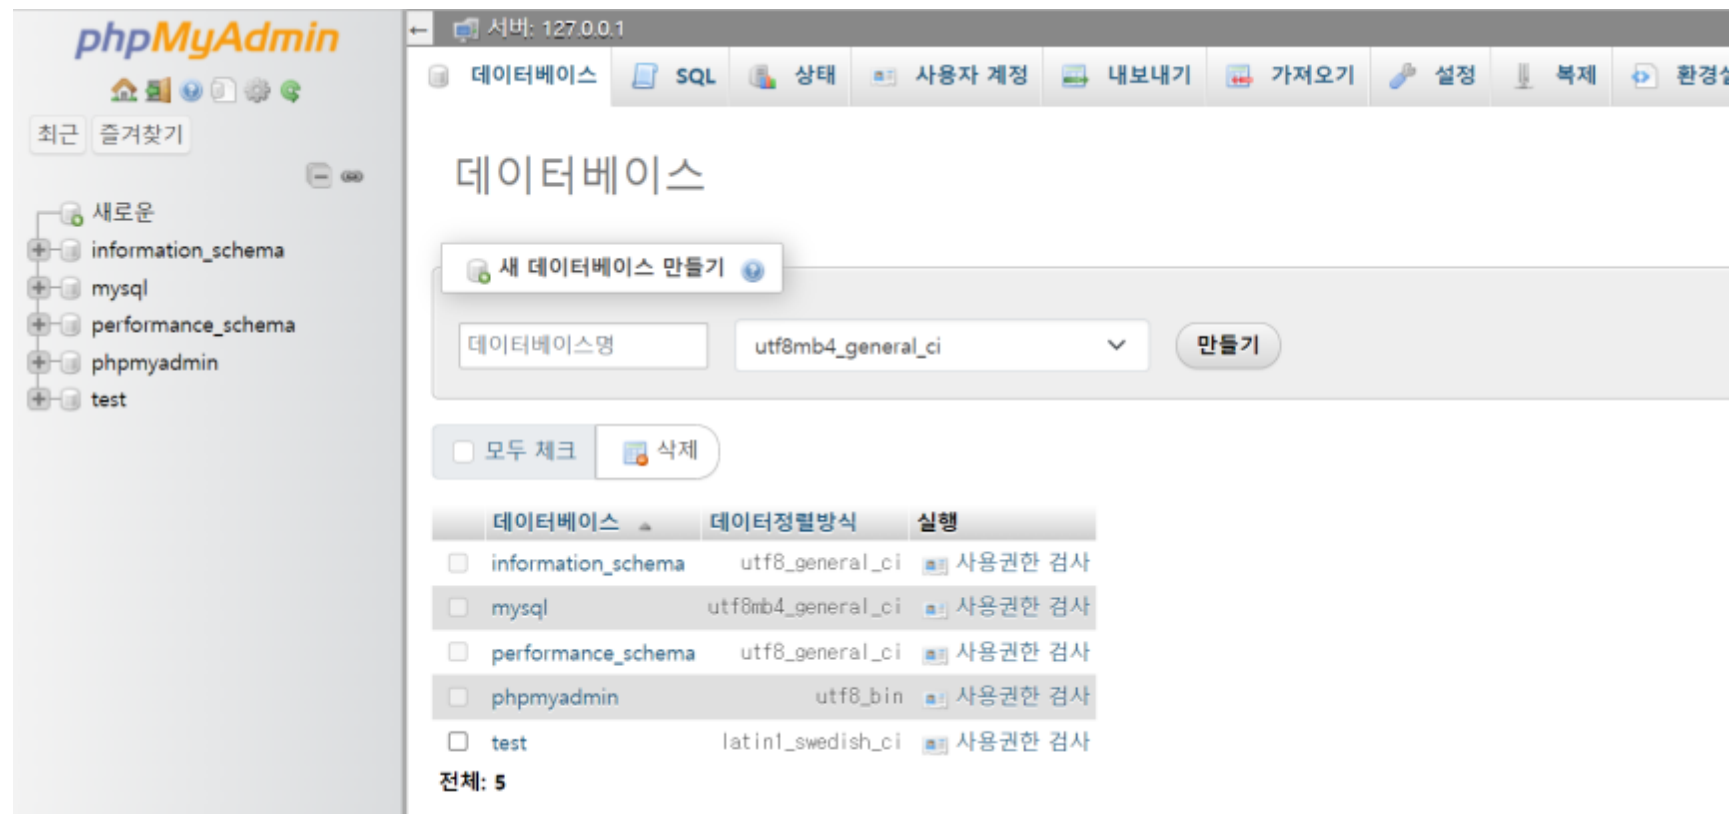 phpMyAdmin
최근 즐겨찾기
새로운
information_schema
mysql
performance_schema
phpmyadmin
test
서버: 127.0.0.1
데이터베이스 SQL 상태 사용자 계정 내보내기 가져오기 설정 복제
데이터베이스
새 데이터베이스 만들기
데이터베이스명 utf8mb4_general_ci 만들기
모두 체크 삭제
데이터베이스 데이터정렬방식 실행
information_schema utf8_general_ci 사용권한 검사
mysql utf8mb4_general_ci 사용권한 검사
performance_schema utf8_general_ci 사용권한 검사
phpmyadmin utf8_bin 사용권한 검사
test latin1_swedish_ci 사용권한 검사
전체: 5